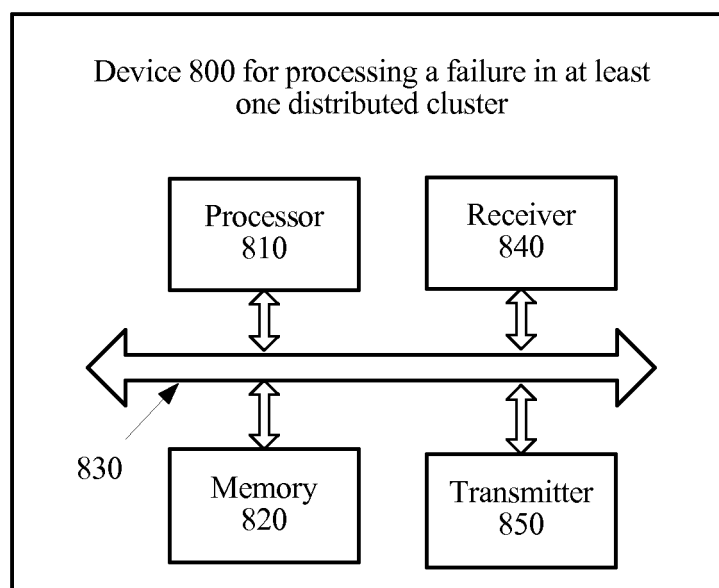 Device 800 for processing a failure in at least
one distributed cluster
Processor
810
Receiver
840
830
Memory
820
Transmitter
850